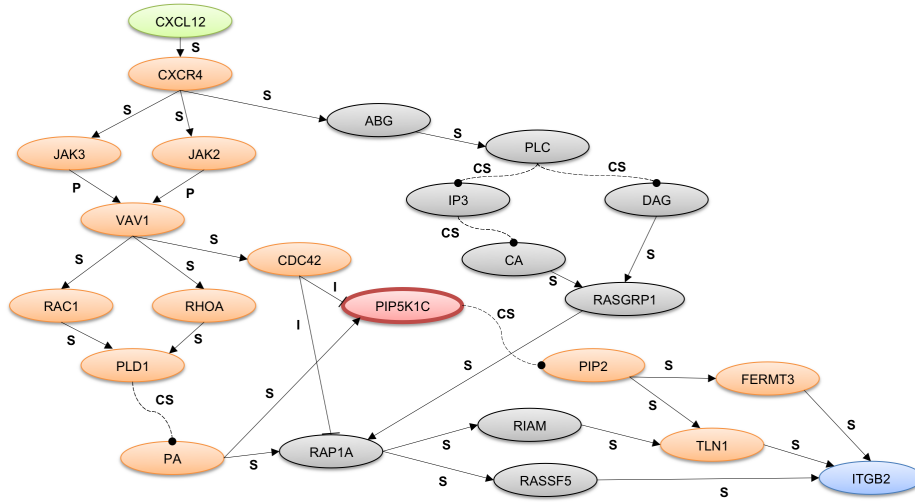 CXCL12
S
CXCR4
S
S
S
ABG
S
JAK3
JAK2
PLC
P
P
CS
CS
IP3
DAG
VAV1
CS
S
S
S
S
CDC42
CA
S
I
RAC1
RHOA
PIP5K1C
RASGRP1
I
CS
S
S
PLD1
S
PIP2
S
FERMT3
CS
S
S
S
RIAM
S
S
TLN1
S
PA
S
RAP1A
S
RASSF5
S
ITGB2